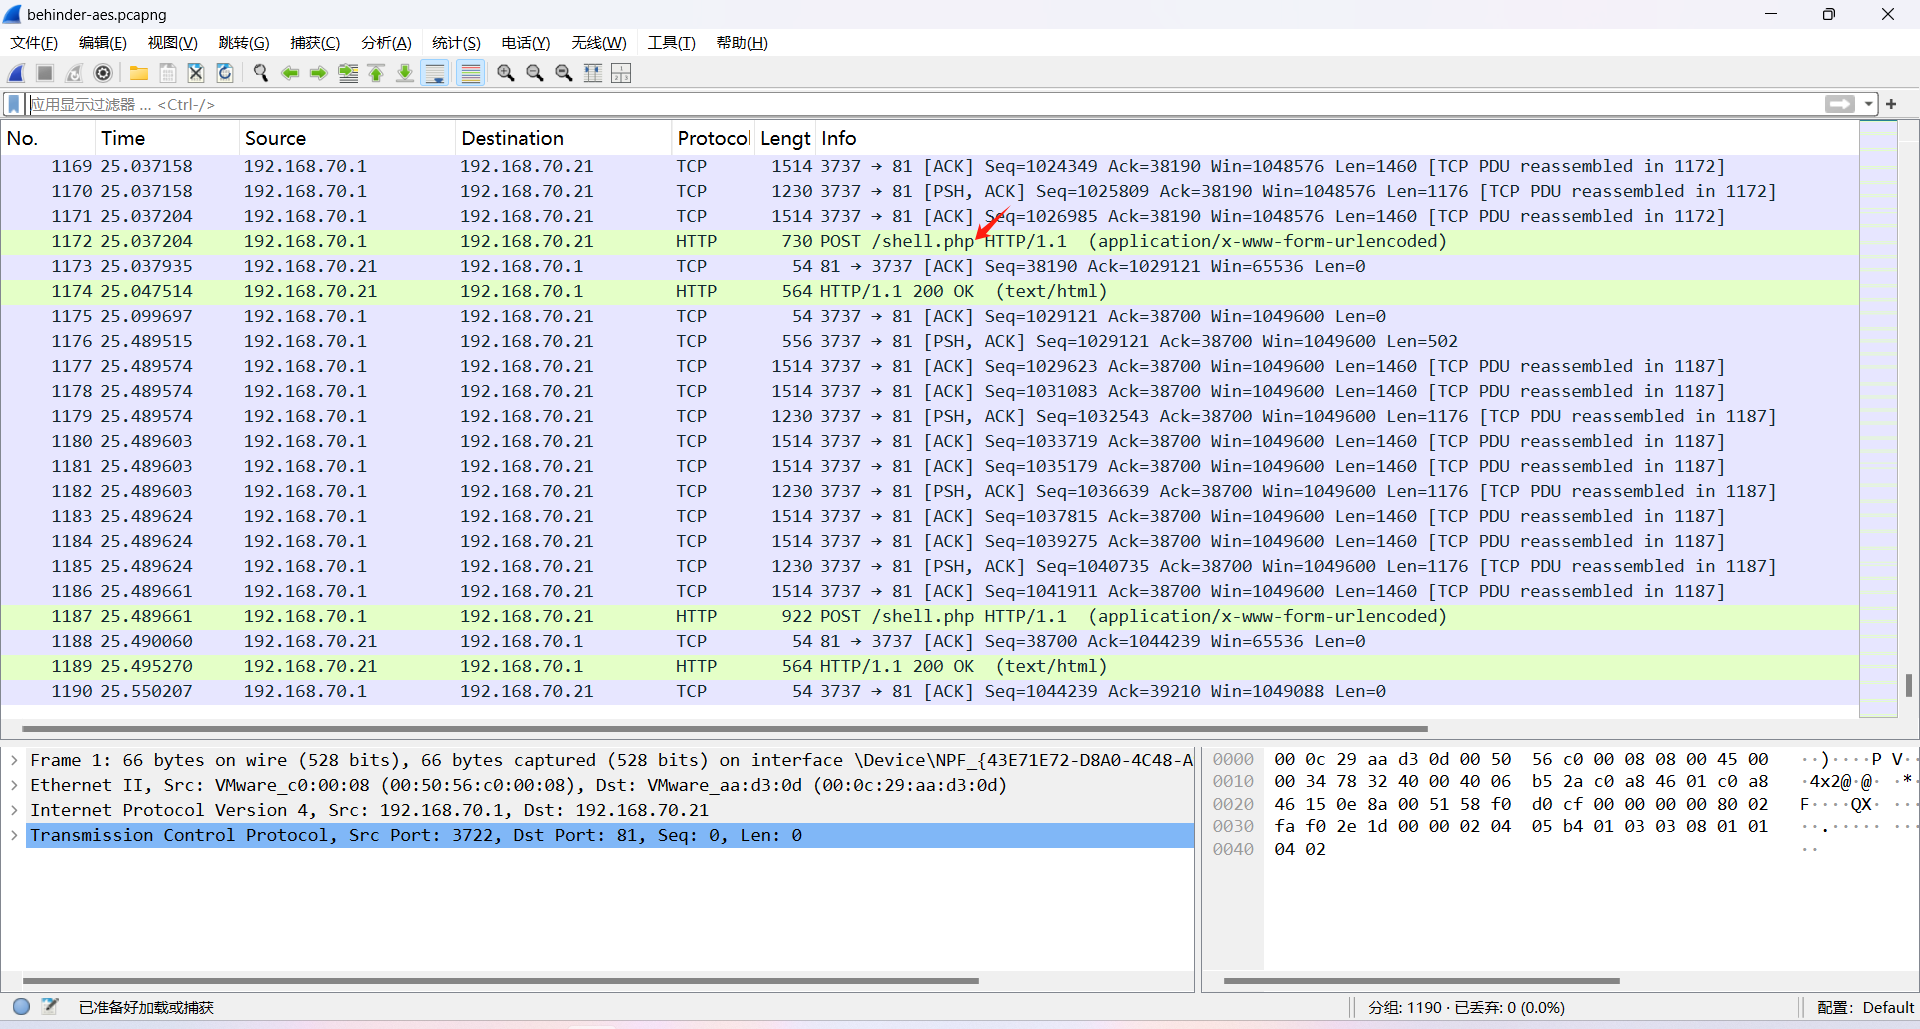 behinder-aes.pcapng
文件(F) 编辑(E) 视图(V) 跳转(G) 捕获(C) 分析(A) 统计(S) 电话(Y) 无线(W) 工具(T) 帮助(H)
应用显示过滤器 … <Ctrl-/>
No. Time Source Destination Protocol Lengt Info
1169 25.037158 192.168.70.1 192.168.70.21 TCP 1514 3737 → 81 [ACK] Seq=1024349 Ack=38190 Win=1048576 Len=1460 [TCP PDU reassembled in 1172]
1170 25.037158 192.168.70.1 192.168.70.21 TCP 1230 3737 → 81 [PSH, ACK] Seq=1025809 Ack=38190 Win=1048576 Len=1176 [TCP PDU reassembled in 1172]
1171 25.037204 192.168.70.1 192.168.70.21 TCP 1514 3737 → 81 [ACK] Seq=1026985 Ack=38190 Win=1048576 Len=1460 [TCP PDU reassembled in 1172]
1172 25.037204 192.168.70.1 192.168.70.21 HTTP 730 POST /shell.php HTTP/1.1 (application/x-www-form-urlencoded)
1173 25.037935 192.168.70.21 192.168.70.1 TCP 54 81 → 3737 [ACK] Seq=38190 Ack=1029121 Win=65536 Len=0
1174 25.047514 192.168.70.21 192.168.70.1 HTTP 564 HTTP/1.1 200 OK (text/html)
1175 25.099697 192.168.70.1 192.168.70.21 TCP 54 3737 → 81 [ACK] Seq=1029121 Ack=38700 Win=1049600 Len=0
1176 25.489515 192.168.70.1 192.168.70.21 TCP 556 3737 → 81 [PSH, ACK] Seq=1029121 Ack=38700 Win=1049600 Len=502
1177 25.489574 192.168.70.1 192.168.70.21 TCP 1514 3737 → 81 [ACK] Seq=1029623 Ack=38700 Win=1049600 Len=1460 [TCP PDU reassembled in 1187]
1178 25.489574 192.168.70.1 192.168.70.21 TCP 1514 3737 → 81 [ACK] Seq=1031083 Ack=38700 Win=1049600 Len=1460 [TCP PDU reassembled in 1187]
1179 25.489574 192.168.70.1 192.168.70.21 TCP 1230 3737 → 81 [PSH, ACK] Seq=1032543 Ack=38700 Win=1049600 Len=1176 [TCP PDU reassembled in 1187]
1180 25.489603 192.168.70.1 192.168.70.21 TCP 1514 3737 → 81 [ACK] Seq=1033719 Ack=38700 Win=1049600 Len=1460 [TCP PDU reassembled in 1187]
1181 25.489603 192.168.70.1 192.168.70.21 TCP 1514 3737 → 81 [ACK] Seq=1035179 Ack=38700 Win=1049600 Len=1460 [TCP PDU reassembled in 1187]
1182 25.489603 192.168.70.1 192.168.70.21 TCP 1230 3737 → 81 [PSH, ACK] Seq=1036639 Ack=38700 Win=1049600 Len=1176 [TCP PDU reassembled in 1187]
1183 25.489624 192.168.70.1 192.168.70.21 TCP 1514 3737 → 81 [ACK] Seq=1037815 Ack=38700 Win=1049600 Len=1460 [TCP PDU reassembled in 1187]
1184 25.489624 192.168.70.1 192.168.70.21 TCP 1514 3737 → 81 [ACK] Seq=1039275 Ack=38700 Win=1049600 Len=1460 [TCP PDU reassembled in 1187]
1185 25.489624 192.168.70.1 192.168.70.21 TCP 1230 3737 → 81 [PSH, ACK] Seq=1040735 Ack=38700 Win=1049600 Len=1176 [TCP PDU reassembled in 1187]
1186 25.489661 192.168.70.1 192.168.70.21 TCP 1514 3737 → 81 [ACK] Seq=1041911 Ack=38700 Win=1049600 Len=1460 [TCP PDU reassembled in 1187]
1187 25.489661 192.168.70.1 192.168.70.21 HTTP 922 POST /shell.php HTTP/1.1 (application/x-www-form-urlencoded)
1188 25.490060 192.168.70.21 192.168.70.1 TCP 54 81 → 3737 [ACK] Seq=38700 Ack=1044239 Win=65536 Len=0
1189 25.495270 192.168.70.21 192.168.70.1 HTTP 564 HTTP/1.1 200 OK (text/html)
1190 25.550207 192.168.70.1 192.168.70.21 TCP 54 3737 → 81 [ACK] Seq=1044239 Ack=39210 Win=1049088 Len=0
Frame 1: 66 bytes on wire (528 bits), 66 bytes captured (528 bits) on interface \Device\NPF_{43E71E72-D8A0-4C48-A
Ethernet II, Src: VMware_c0:00:08 (00:50:56:c0:00:08), Dst: VMware_aa:d3:0d (00:0c:29:aa:d3:0d)
Internet Protocol Version 4, Src: 192.168.70.1, Dst: 192.168.70.21
Transmission Control Protocol, Src Port: 3722, Dst Port: 81, Seq: 0, Len: 0
0000 00 0c 29 aa d3 0d 00 50 56 c0 00 08 08 00 45 00 ··)····P V··
0010 00 34 78 32 40 00 40 06 b5 2a c0 a8 46 01 c0 a8 ·4x2@·@· ·*·
0020 46 15 0e 8a 00 51 58 f0 d0 cf 00 00 00 00 80 02 F····QX· ···
0030 fa f0 2e 1d 00 00 02 04 05 b4 01 03 03 08 01 01 ··.····· ···
0040 04 02 ··
已准备好加载或捕获 分组: 1190 · 已丢弃: 0 (0.0%) 配置: Default